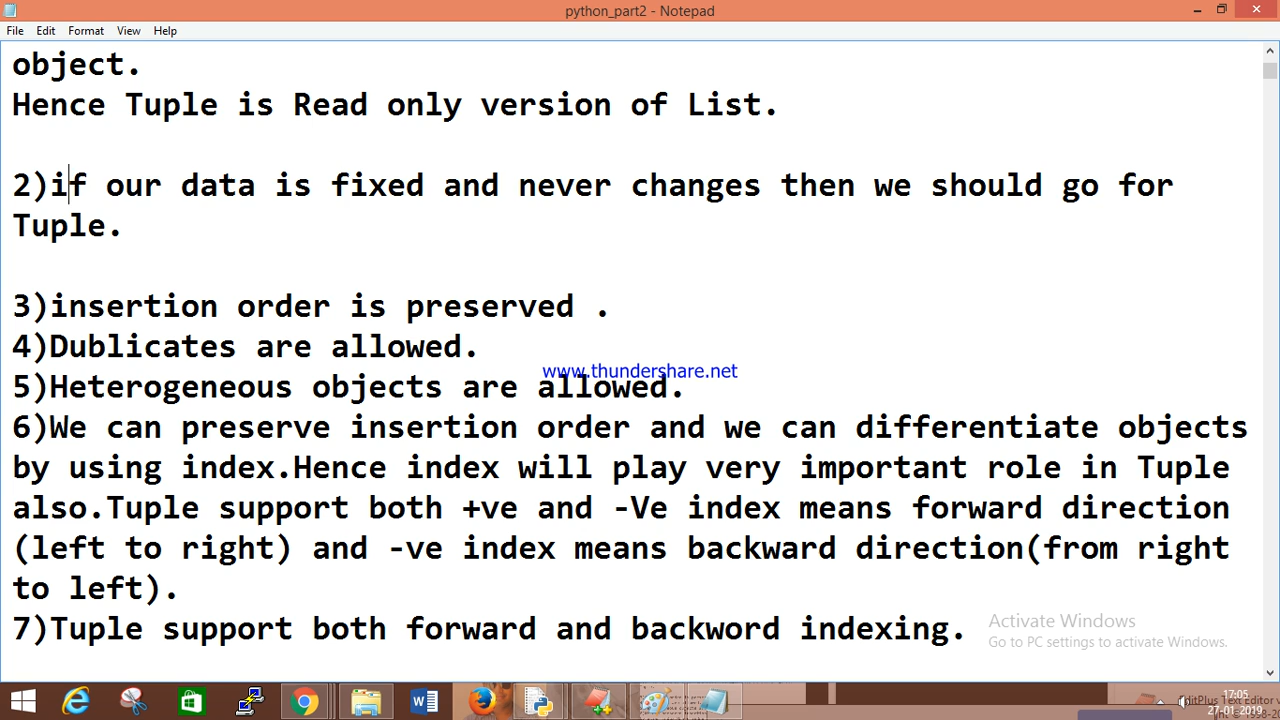 python_part2 - Notepad
File Edit Format View Help
object.
Hence Tuple is Read only version of List.
2)if our data is fixed and never changes then we should go for
Tuple.
3)insertion order is preserved .
4)Dublicates are allowed.
www.thundershare.net
5)Heterogeneous objects are allowed.
6)We can preserve insertion order and we can differentiate objects
by using index.Hence index will play very important role in Tuple
also.Tuple support both +ve and -Ve index means forward direction
(left to right) and -ve index means backward direction(from right
to left).
7)Tuple support both forward and backword indexing.
Activate Windows
Go to PC settings to activate Windows.
17:05
EditPlus Text Editor
27-01-2019